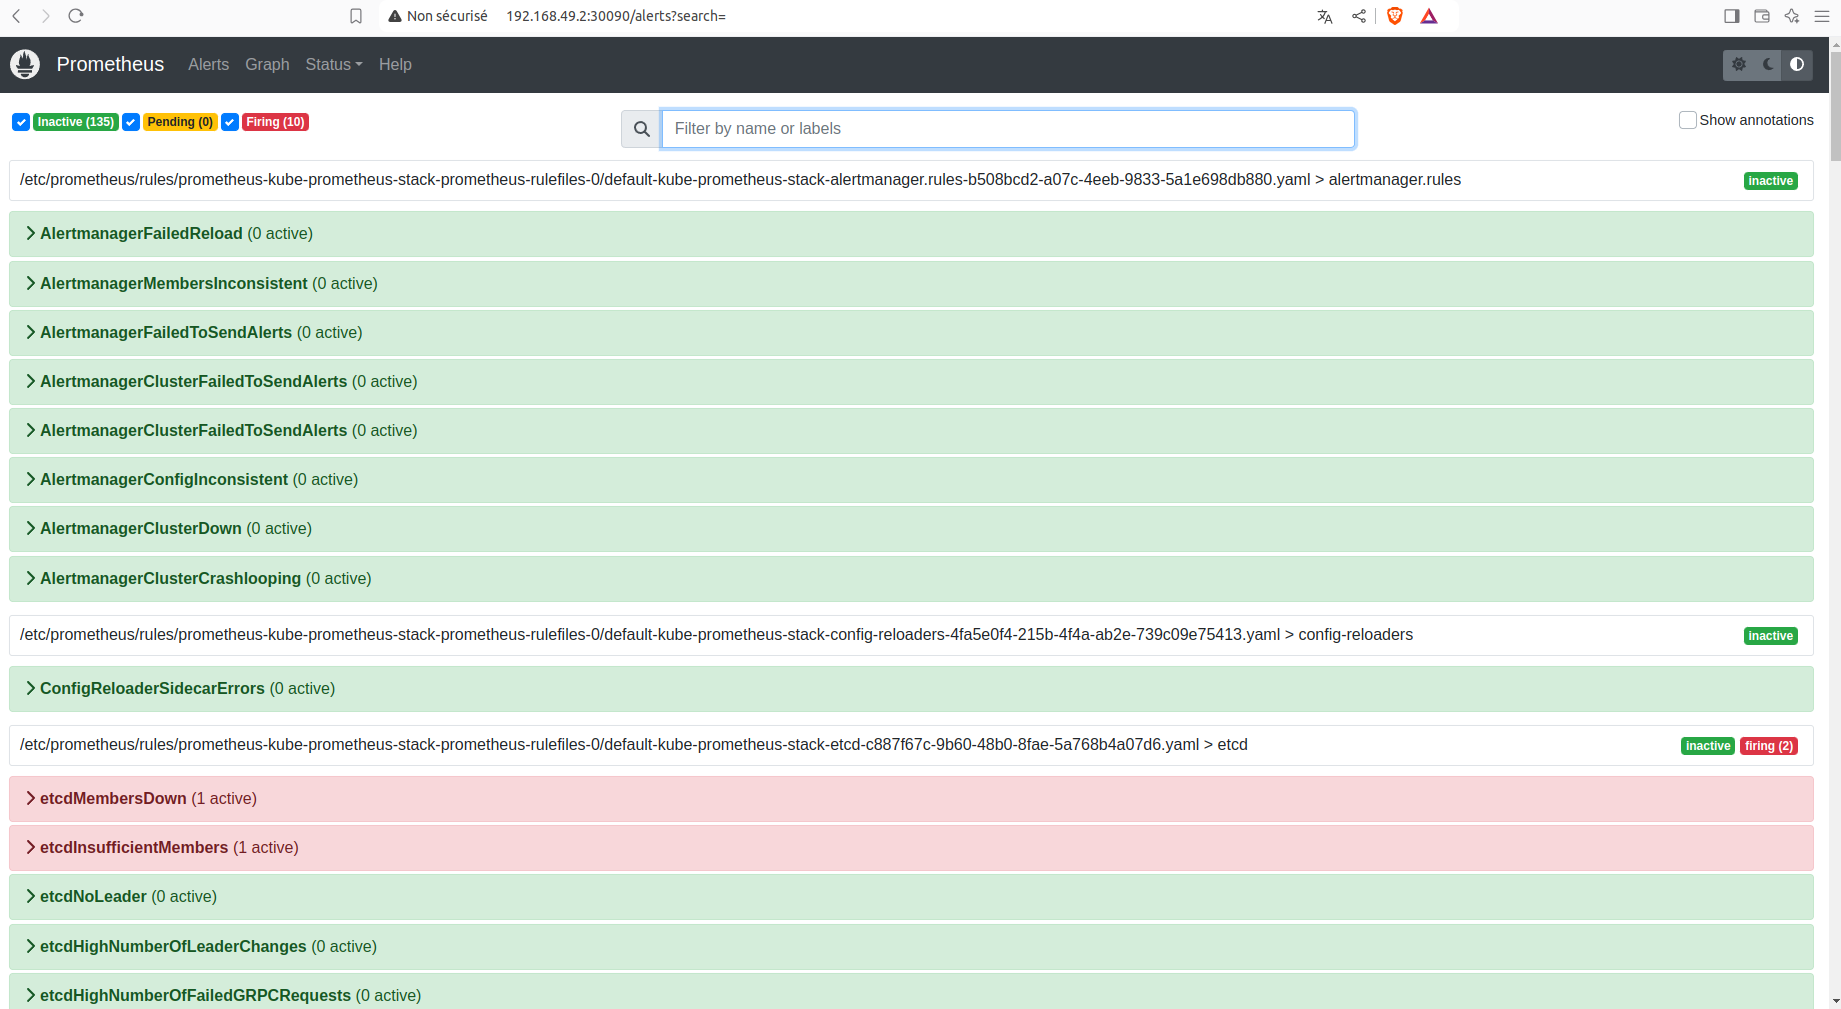 Non sécurisé 192.168.49.2:30090/alerts?search=
Prometheus Alerts Graph Status Help
Inactive (135) Pending (0) Firing (10) Filter by name or labels Show annotations
/etc/prometheus/rules/prometheus-kube-prometheus-stack-prometheus-rulefiles-0/default-kube-prometheus-stack-alertmanager.rules-b508bcd2-a07c-4eeb-9833-5a1e698db880.yaml > alertmanager.rules inactive
AlertmanagerFailedReload (0 active)
AlertmanagerMembersInconsistent (0 active)
AlertmanagerFailedToSendAlerts (0 active)
AlertmanagerClusterFailedToSendAlerts (0 active)
AlertmanagerClusterFailedToSendAlerts (0 active)
AlertmanagerConfigInconsistent (0 active)
AlertmanagerClusterDown (0 active)
AlertmanagerClusterCrashlooping (0 active)
/etc/prometheus/rules/prometheus-kube-prometheus-stack-prometheus-rulefiles-0/default-kube-prometheus-stack-config-reloaders-4fa5e0f4-215b-4f4a-ab2e-739c09e75413.yaml > config-reloaders inactive
ConfigReloaderSidecarErrors (0 active)
/etc/prometheus/rules/prometheus-kube-prometheus-stack-prometheus-rulefiles-0/default-kube-prometheus-stack-etcd-c887f67c-9b60-48b0-8fae-5a768b4a07d6.yaml > etcd inactive firing (2)
etcdMembersDown (1 active)
etcdInsufficientMembers (1 active)
etcdNoLeader (0 active)
etcdHighNumberOfLeaderChanges (0 active)
etcdHighNumberOfFailedGRPCRequests (0 active)